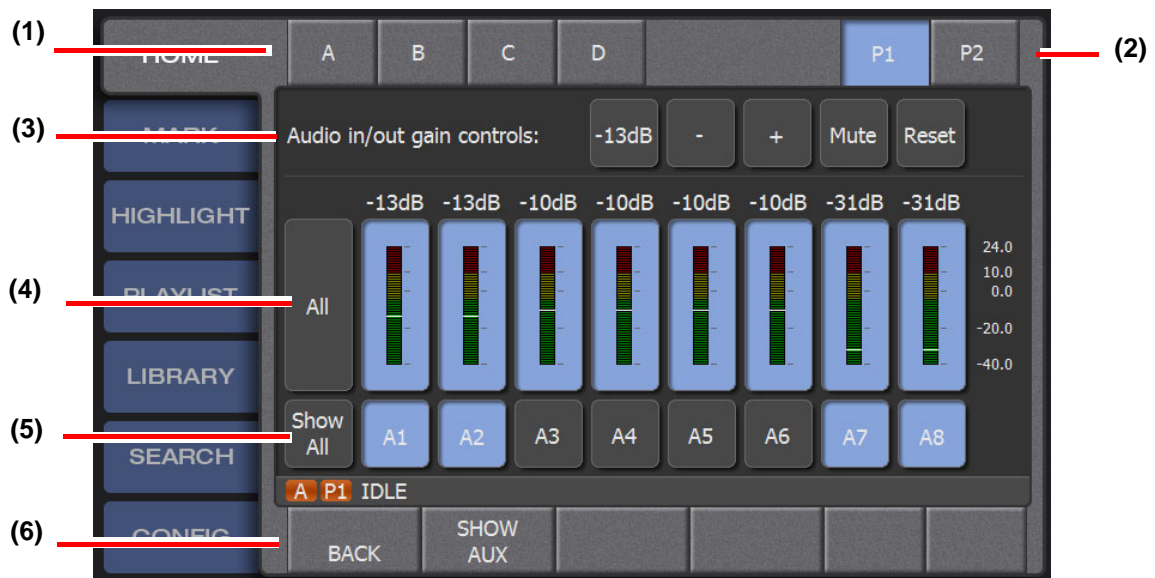 (1)
HOME
A B C D P1 P2
(2)
(3)
MARK
Audio in/out gain controls: -13dB - + Mute Reset
HIGHLIGHT
-13dB -13dB -10dB -10dB -10dB -10dB -31dB -31dB
24.0
10.0
0.0
-20.0
-40.0
(4)
PLAYLIST
All
LIBRARY
(5)
Show
All
A1 A2 A3 A4 A5 A6 A7 A8
SEARCH
A P1 IDLE
(6)
CONFIG
BACK
SHOW
AUX